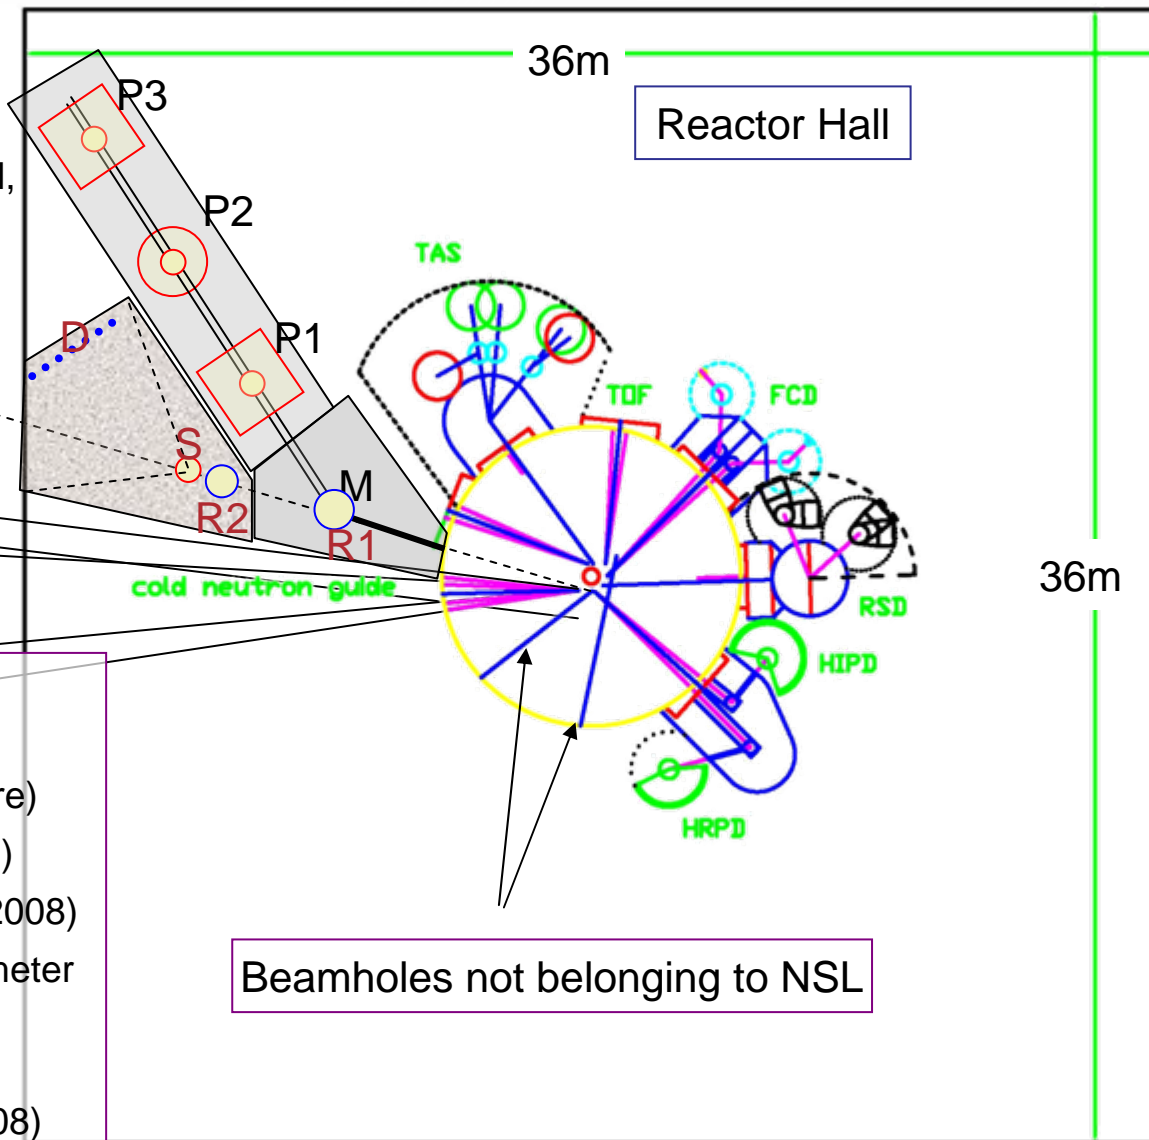 36m
Reactor Hall
P3
P2
TAS
P1
D
TOF
FCD
S
M
R2
R1
cold neutron guide
36m
RSD
HIPD
HRPD
2008)
Beamholes not belonging to NSL